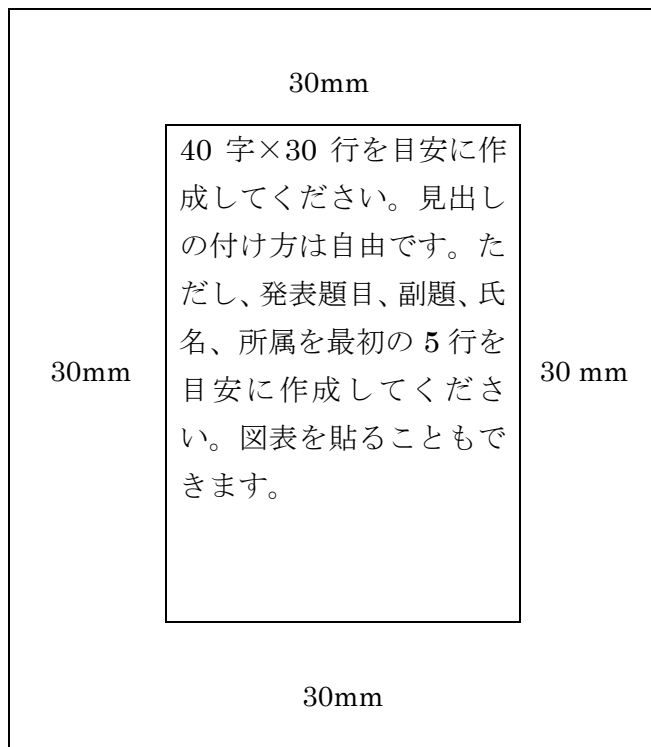 30mm
40 字×30 行を目安に作
成してください。見出し
の付け方は自由です。た
だし、発表題目、副題、氏
名、所属を最初の 5 行を
目安に作成してくださ
い。図表を貼ることもで
きます。
30mm
30 mm
30mm